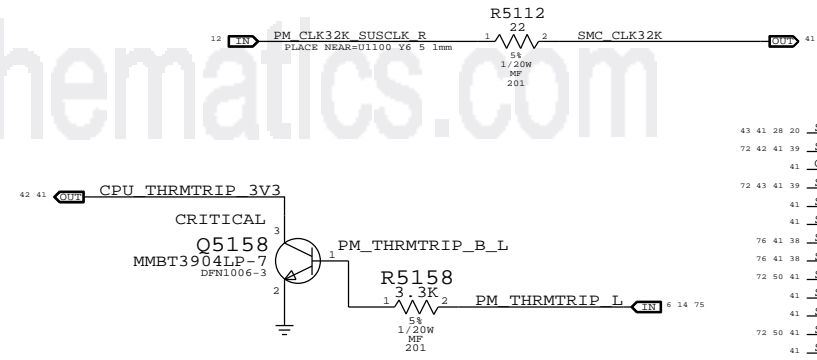 R5112
22
12 IN PM_CLK32K_SUSCLK_R 1 2 SMC_CLK32K OUT 41
PLACE NEAR=U1100 Y6 5 1mm
5%
1/20W
MF
201
hematics.com
43 41 28 20
72 42 41 39
41
72 43 41 39
41
41
76 41 38
76 41 38
72 50 41
41
41
72 50 41
41
42 41 OUT CPU_THRMTRIP_3V3
CRITICAL
3
Q5158
MMBT3904LP-7
DFN1006-3
1
PM_THRMTRIP_B_L
2
R5158
3.3K
1 2 PM_THRMTRIP_L IN 6 14 75
5%
1/20W
MF
201